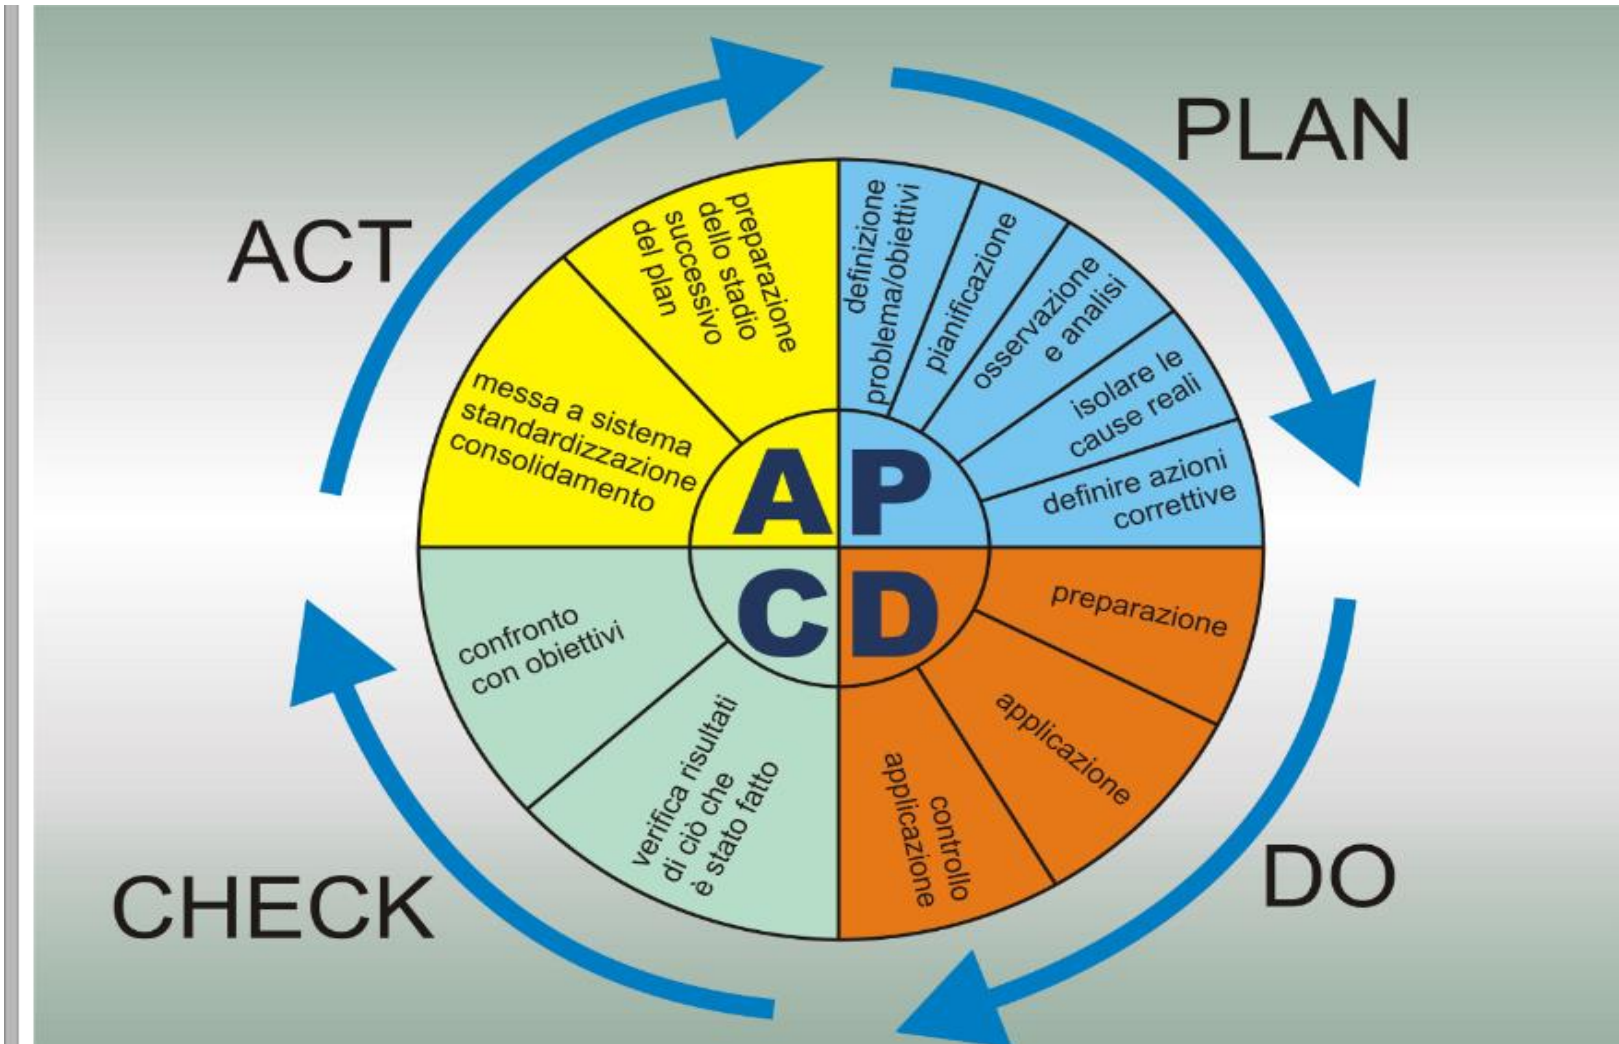 PLAN
ACT
definizione
problema/obiettivi
pianificazione
osservazione
e analisi
isolare le
cause reali
definire azioni
correttive
preparazione
dello stadio
successivo
del plan
messa a sistema
standardizzazione
consolidamento
A P
C D
preparazione
applicazione
controllo
applicazione
verifica risultati
di ciò che
è stato fatto
confronto
con obiettivi
DO
CHECK